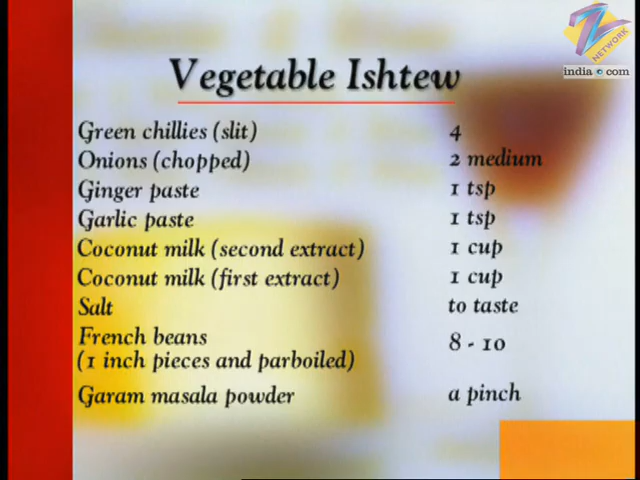 Z
NETWORK
india.com
Vegetable Ishtew
Green chillies (slit) 4
Onions (chopped) 2 medium
Ginger paste 1 tsp
Garlic paste 1 tsp
Coconut milk (second extract) 1 cup
Coconut milk (first extract) 1 cup
Salt to taste
French beans
(1 inch pieces and parboiled) 8 - 10
Garam masala powder a pinch